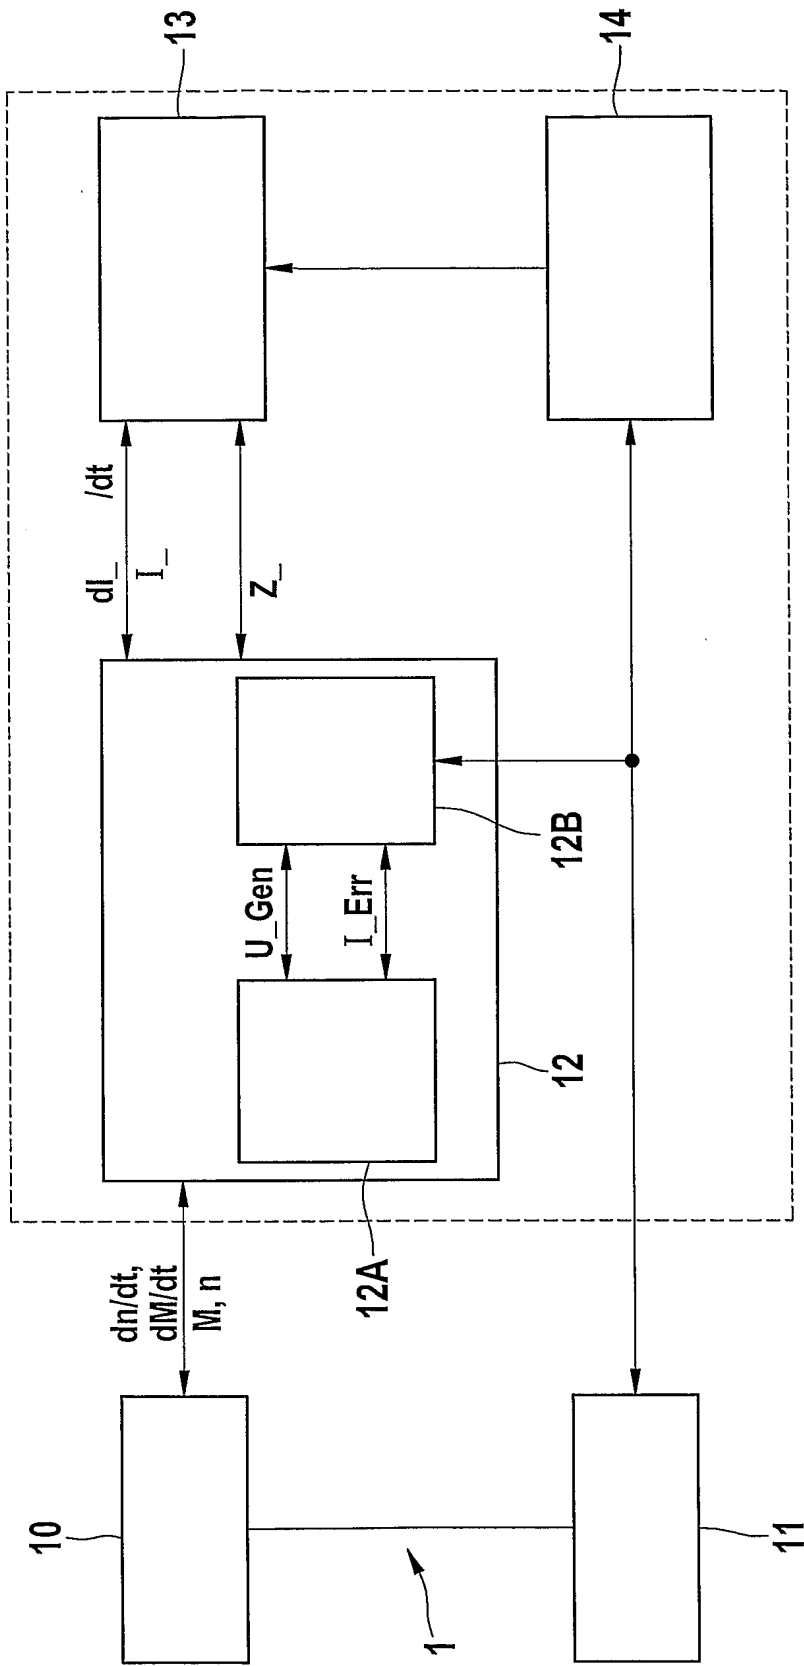 10
dn/dt,
dM/dt
M, n
dI_ /dt
I_
Z_
13
U_Gen
I_Err
12A
12
12B
14
1
11